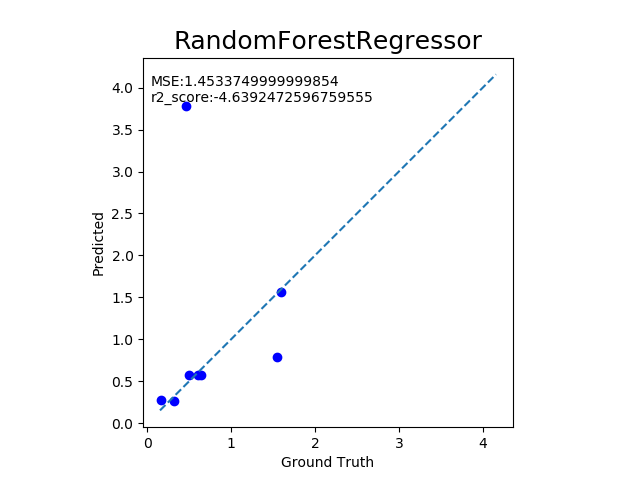 RandomForestRegressor
MSE:1.4533749999999854
r2_score:-4.6392472596759555
4.0
3.5
3.0
2.5
2.0
1.5
1.0
0.5
0.0
Predicted
0 1 2 3 4
Ground Truth